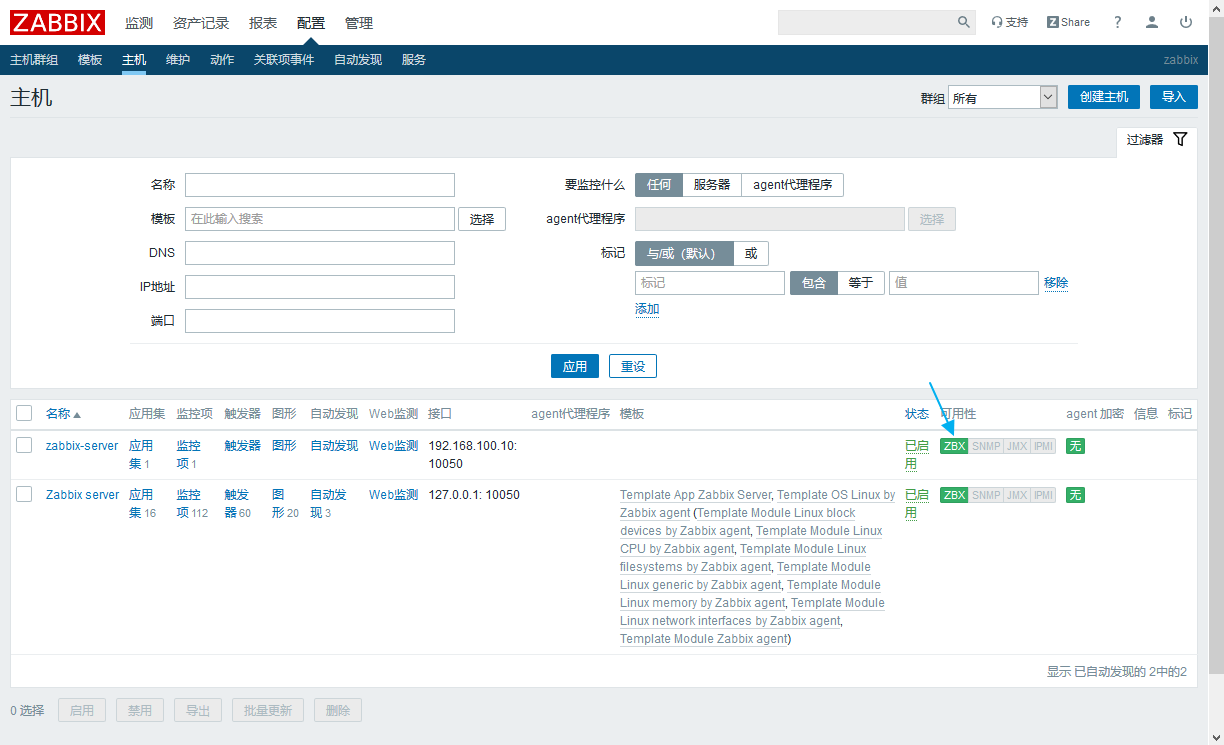 ZABBIX 监测 资产记录 报表 配置 管理 支持 Z Share ?
主机群组 模板 主机 维护 动作 关联项事件 自动发现 服务 zabbix
主机 群组 所有 创建主机 导入
过滤器
名称 要监控什么 任何 服务器 agent代理程序
模板 在此输入搜索 选择 agent代理程序 选择
DNS 标记 与/或（默认） 或
IP地址 标记 包含 等于 值 移除
端口 添加
应用 重设
名称 应用集 监控项 触发器 图形 自动发现 Web监测 接口 agent代理程序 模板 状态 可用性 agent 加密 信息 标记
zabbix-server 应用 监控 触发器 图形 自动发现 Web监测 192.168.100.10: 已启 ZBX SNMP JMX IPMI 无
集 1 项 1 10050 用
Zabbix server 应用 监控 触发 图 自动发 Web监测 127.0.0.1: 10050 Template App Zabbix Server, Template OS Linux by 已启 ZBX SNMP JMX IPMI 无
集 16 项 112 器 60 形 20 现 3 Zabbix agent (Template Module Linux block 用
devices by Zabbix agent, Template Module Linux
CPU by Zabbix agent, Template Module Linux
filesystems by Zabbix agent, Template Module
Linux generic by Zabbix agent, Template Module
Linux memory by Zabbix agent, Template Module
Linux network interfaces by Zabbix agent,
Template Module Zabbix agent)
显示 已自动发现的 2中的2
0 选择 启用 禁用 导出 批量更新 删除